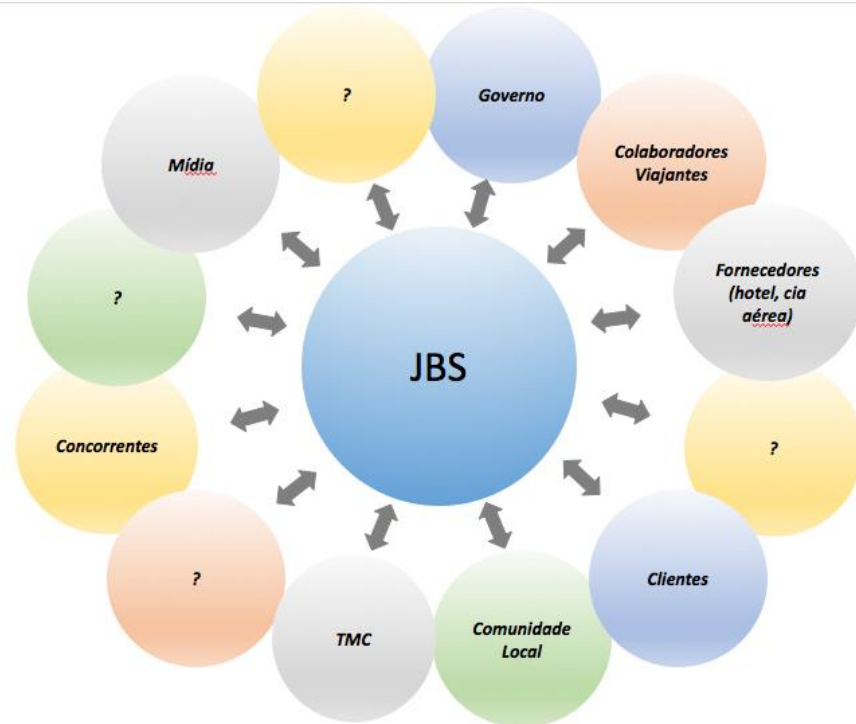 ?
Governo
Colaboradores
Viajantes
Mídia
Fornecedores
(hotel, cia
aérea)
?
JBS
Concorrentes
?
?
Clientes
TMC
Comunidade
Local